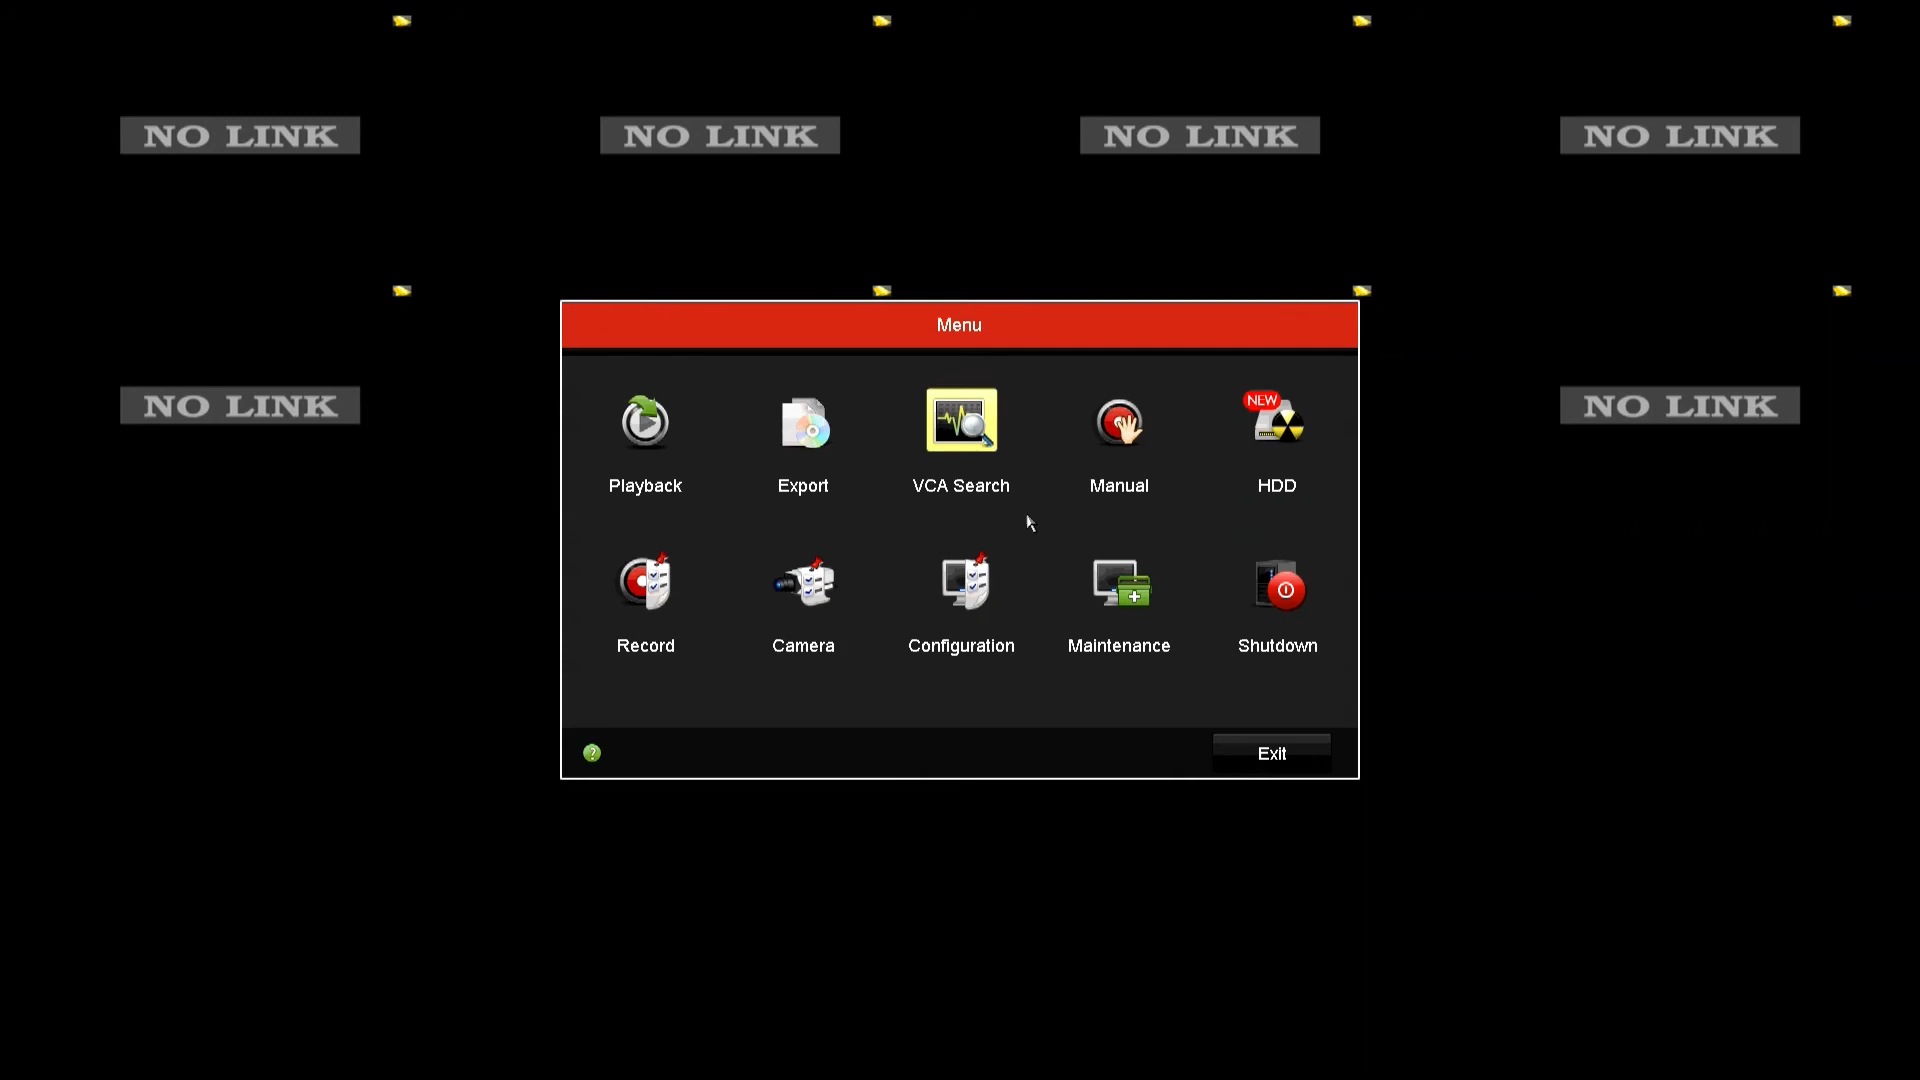 NO LINK
NO LINK
NO LINK
NO LINK
Menu
NO LINK
NO LINK
NEW
Playback
Export
VCA Search
Manual
HDD
Record
Camera
Configuration
Maintenance
Shutdown
?
Exit